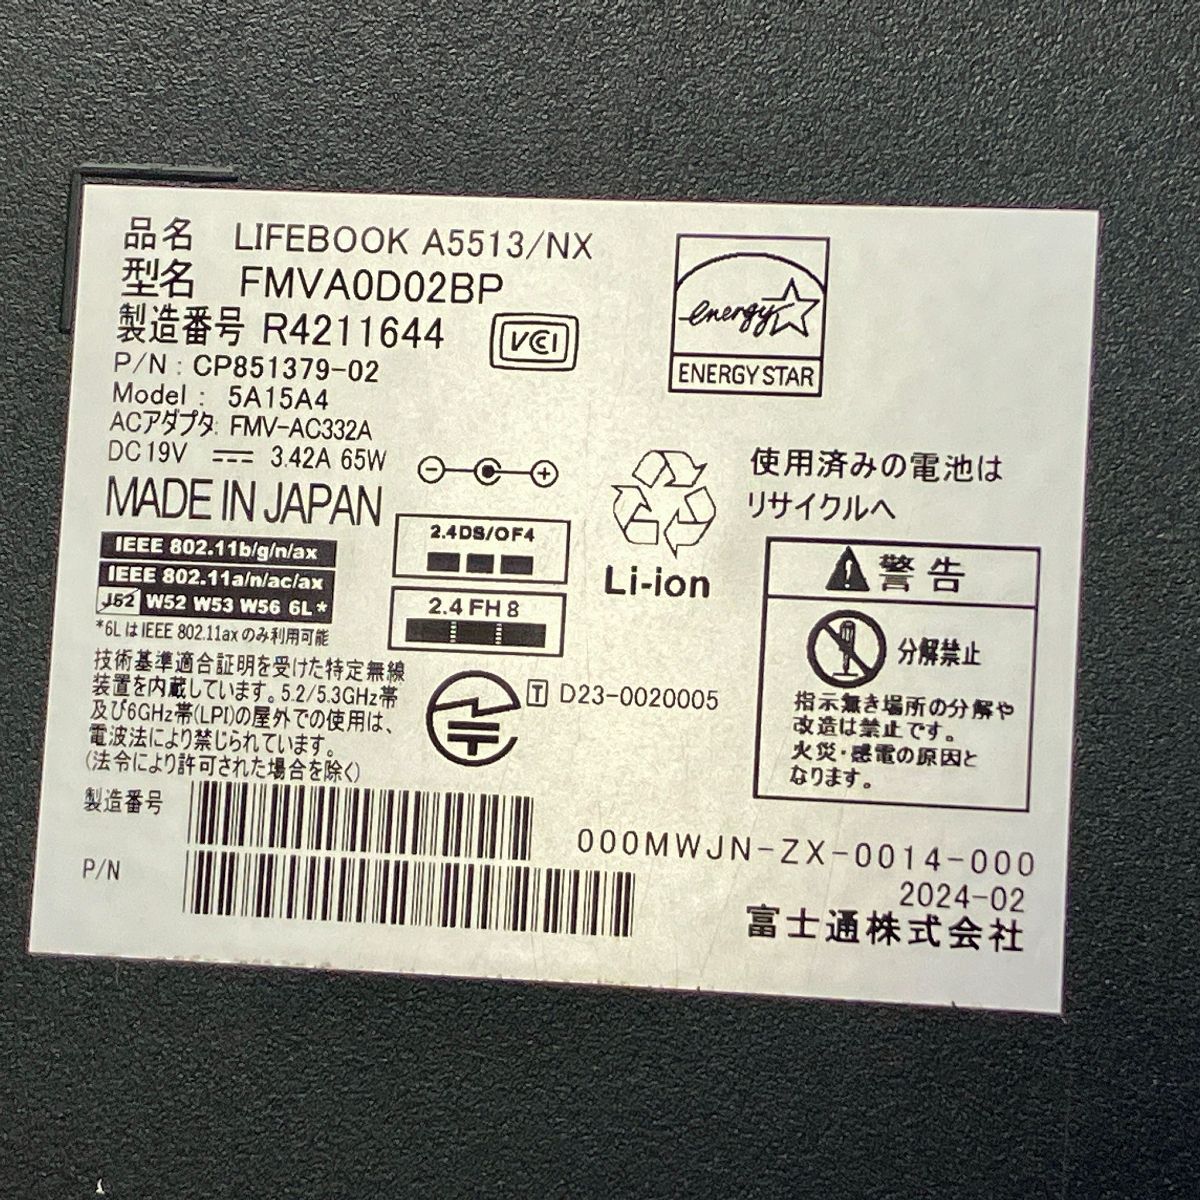 品名 LIFEBOOK A5513/NX
型名 FMVA0D02BP
製造番号 R4211644
VCCI
P/N : CP851379-02
Model : 5A15A4
ACアダプタ: FMV-AC332A
DC19V 3.42A 65W
MADE IN JAPAN
energy
ENERGY STAR
IEEE 802.11b/g/n/ax
IEEE 802.11a/n/ac/ax
J52 W52 W53 W56 6L*
*6LはIEEE 802.11axのみ利用可能
2.4DS/OF4
2.4FH8
Li-ion
使用済みの電池は
リサイクルへ
技術基準適合証明を受けた特定無線
装置を内蔵しています。5.2/5.3GHz帯
及び6GHz帯(LPI)の屋外での使用は、
電波法により禁じられています。
(法令により許可された場合を除く)
T D23-0020005
警告
分解禁止
指示無き場所の分解や
改造は禁止です。
火災・感電の原因と
なります。
製造番号
P/N
000MWJN-ZX-0014-000
2024-02
富士通株式会社